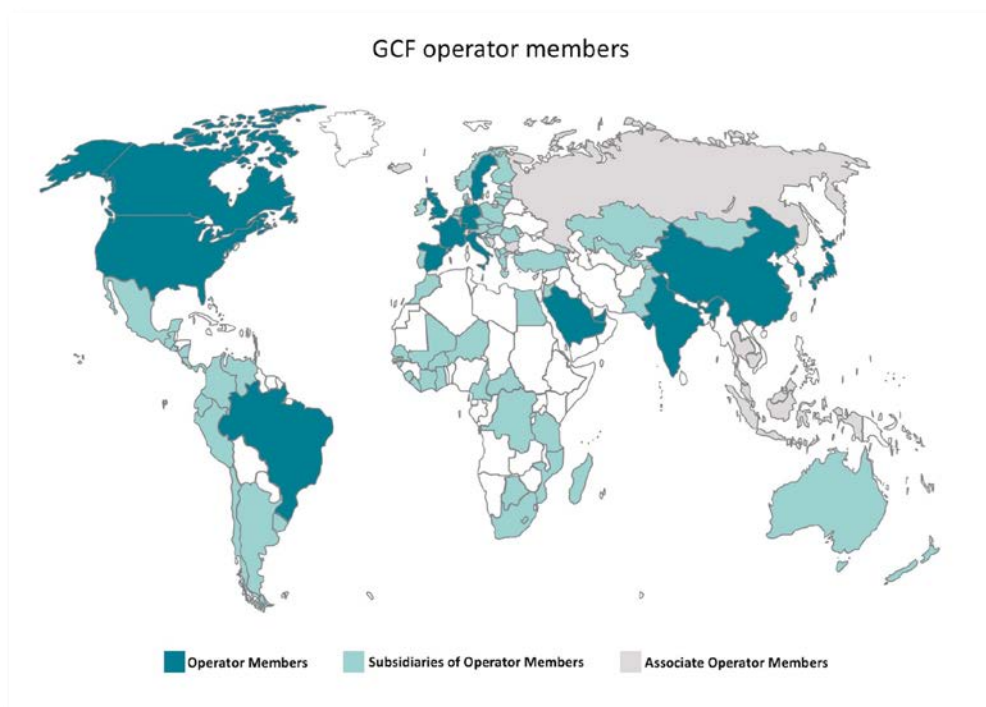 GCF operator members
Operator Members
Subsidiaries of Operator Members
Associate Operator Members